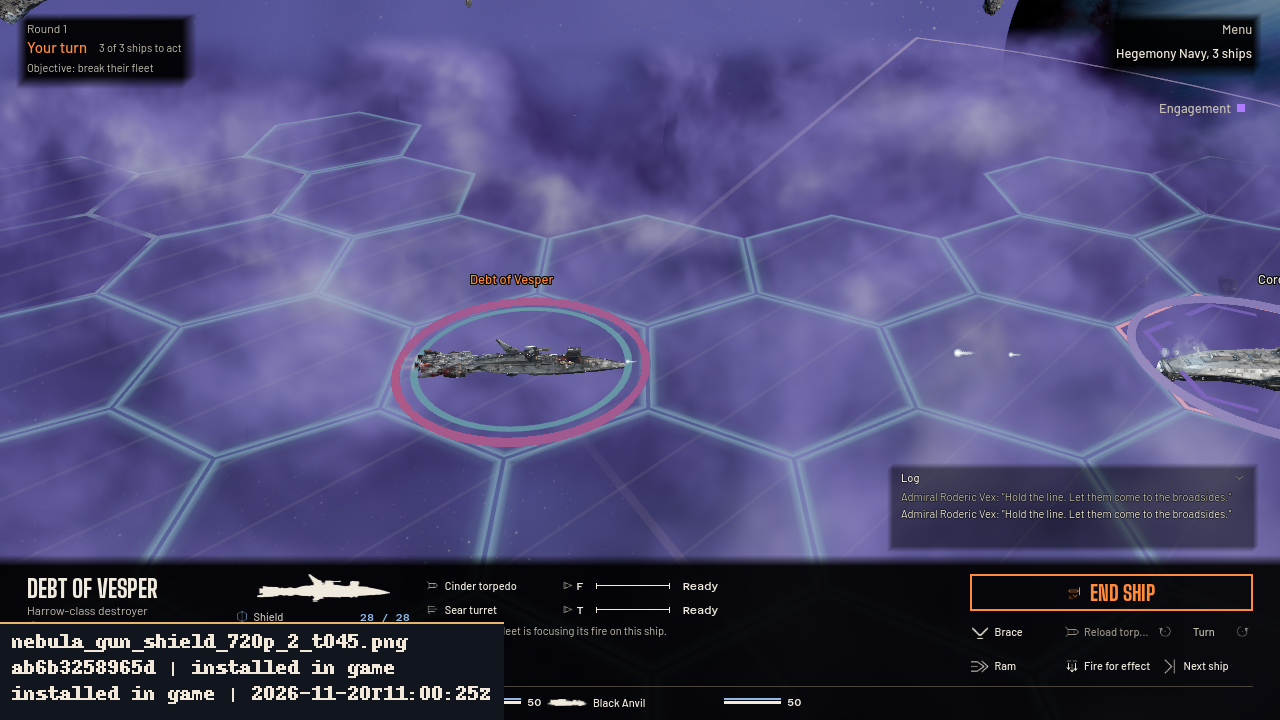 Round 1
Your turn 3 of 3 ships to act
Objective: break their fleet
Menu
Hegemony Navy, 3 ships
Engagement
Debt of Vesper
Log
Admiral Roderic Vex: "Hold the line. Let them come to the broadsides."
Admiral Roderic Vex: "Hold the line. Let them come to the broadsides."
DEBT OF VESPER
Harrow-class destroyer
Shield 28 / 28
Cinder torpedo F Ready
Sear turret T Ready
leet is focusing its fire on this ship.
END SHIP
Brace Reload torp... Turn
Ram Fire for effect Next ship
50 Black Anvil 50
nebula_gun_shield_720p_2_t045.png
ab6b3258965d | installed in game
installed in game | 2026-11-20T11:00:25Z